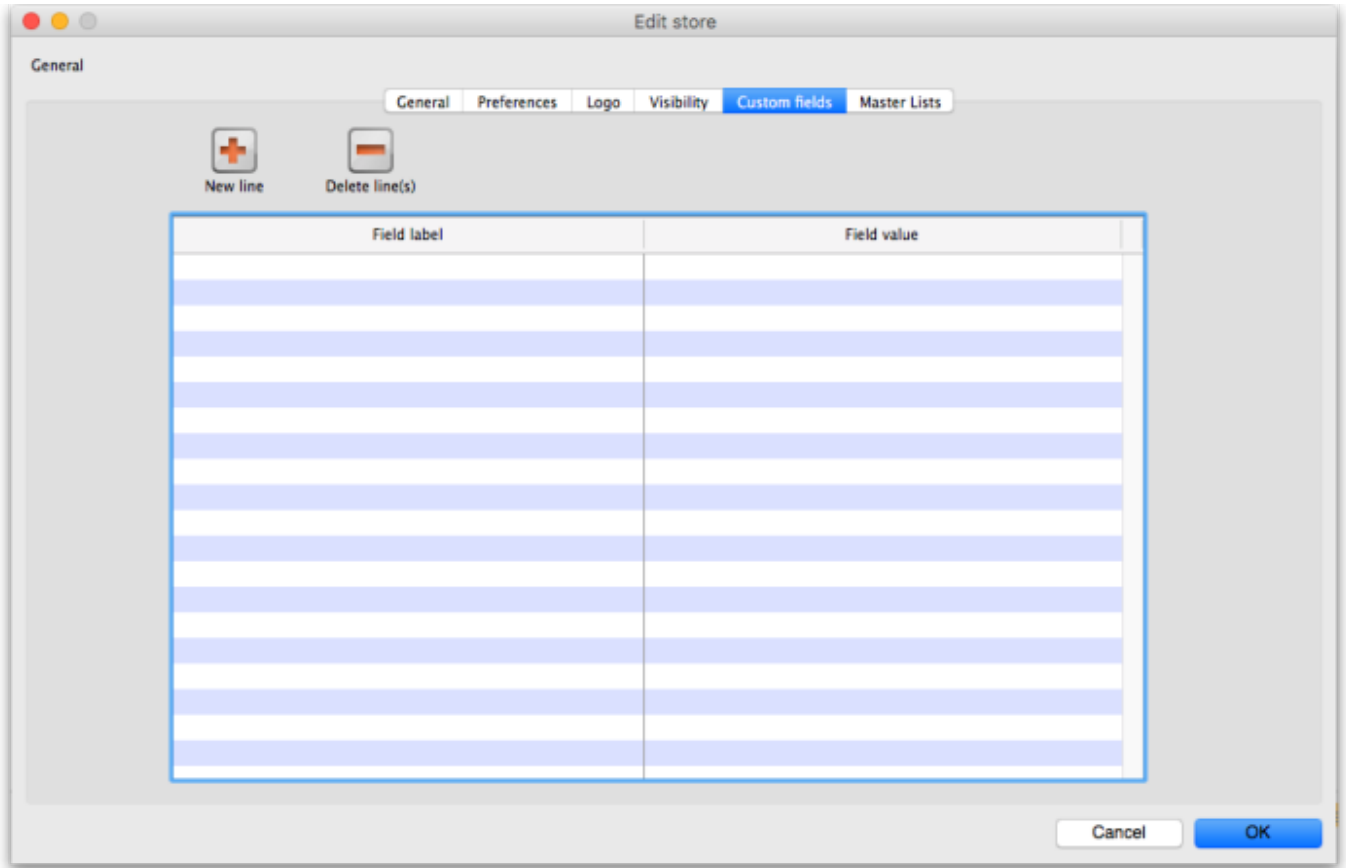 Edit store
General
General Preferences Logo Visibility Custom fields Master Lists
New line Delete line(s)
Field label Field value
Cancel OK